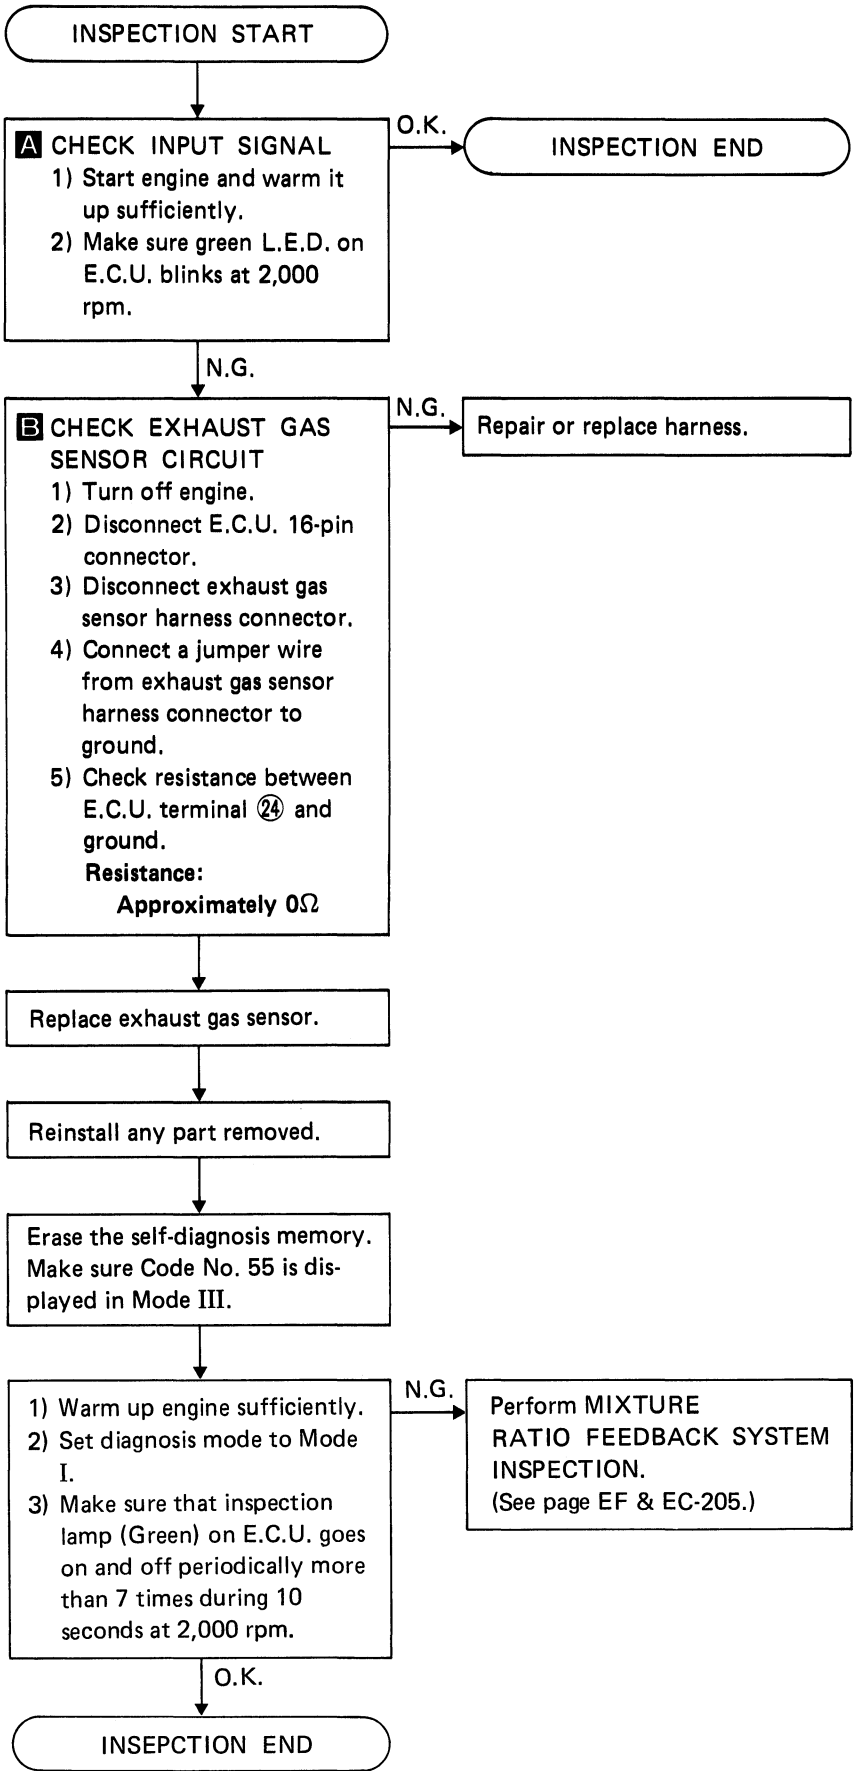 INSPECTION START
A CHECK INPUT SIGNAL
1) Start engine and warm it
up sufficiently.
2) Make sure green L.E.D. on
E.C.U. blinks at 2,000
rpm.
O.K.
INSPECTION END
N.G.
B CHECK EXHAUST GAS
SENSOR CIRCUIT
1) Turn off engine.
2) Disconnect E.C.U. 16-pin
connector.
3) Disconnect exhaust gas
sensor harness connector.
4) Connect a jumper wire
from exhaust gas sensor
harness connector to
ground.
5) Check resistance between
E.C.U. terminal ㉔ and
ground.
Resistance:
Approximately 0Ω
N.G.
Repair or replace harness.
Replace exhaust gas sensor.
Reinstall any part removed.
Erase the self-diagnosis memory.
Make sure Code No. 55 is dis-
played in Mode III.
1) Warm up engine sufficiently.
2) Set diagnosis mode to Mode
I.
3) Make sure that inspection
lamp (Green) on E.C.U. goes
on and off periodically more
than 7 times during 10
seconds at 2,000 rpm.
N.G.
Perform MIXTURE
RATIO FEEDBACK SYSTEM
INSPECTION.
(See page EF & EC-205.)
O.K.
INSEPCTION END